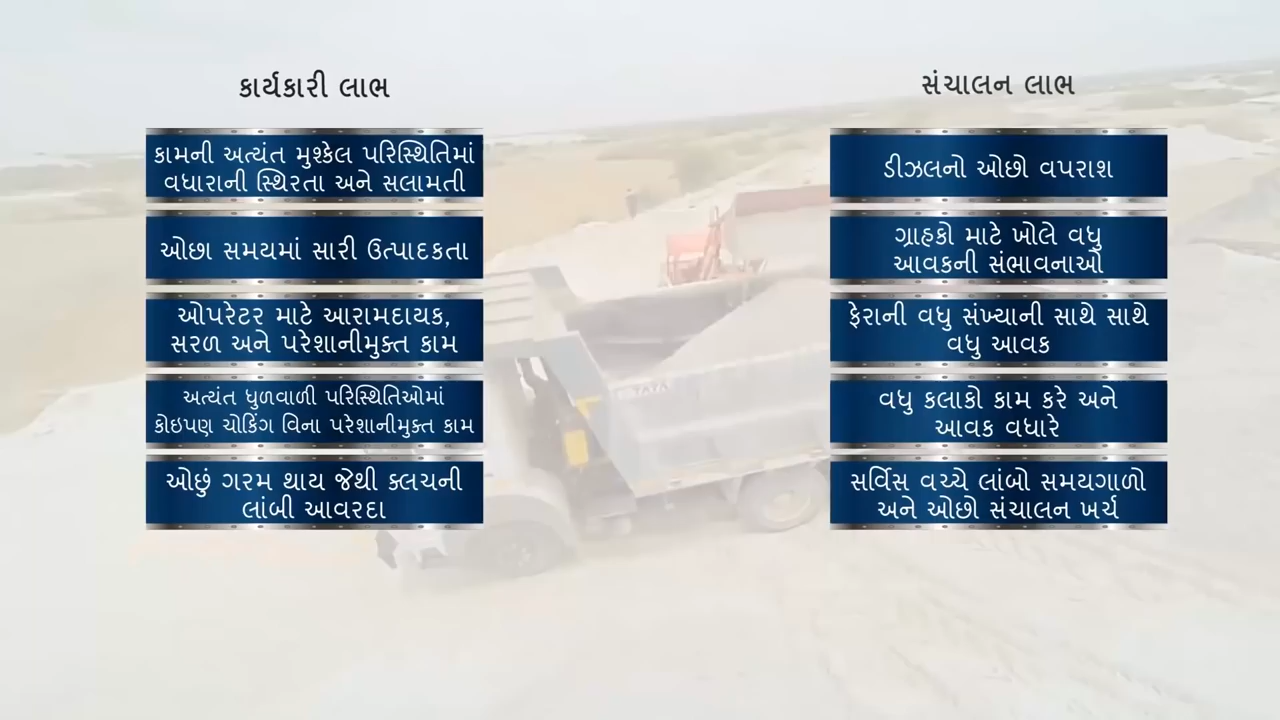 કાર્યકારી લાભ
કામની અત્યંત મુશ્કેલ પરિસ્થિતિમાં
વધારાની સ્થિરતા અને સલામતી
ઓછા સમયમાં સારી ઉત્પાદકતા
ઓપરેટર માટે આરામદાયક,
સરળ અને પરેશાનીમુક્ત કામ
અત્યંત ધુળવાળી પરિસ્થિતિઓમાં
કોઇપણ ચોકિંગ વિના પરેશાનીમુક્ત કામ
ઓછું ગરમ થાય જેથી ક્લચની
લાંબી આવરદા
સંચાલન લાભ
ડીઝલનો ઓછો વપરાશ
ગ્રાહકો માટે ખોલે વધુ
આવકની સંભાવનાઓ
ફેરાની વધુ સંખ્યાની સાથે સાથે
વધુ આવક
વધુ કલાકો કામ કરે અને
આવક વધારે
સર્વિસ વચ્ચે લાંબો સમયગાળો
અને ઓછો સંચાલન ખર્ચ
TATA